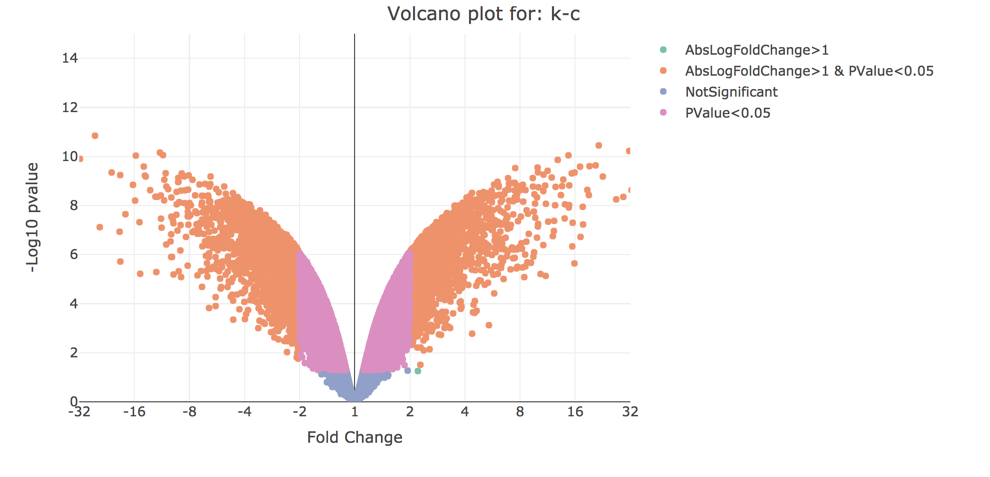 Volcano plot for: k-c
AbsLogFoldChange>1
AbsLogFoldChange>1 & PValue<0.05
NotSignificant
PValue<0.05
-Log10 pvalue
14
12
10
8
6
4
2
0
-32 -16 -8 -4 -2 1 2 4 8 16 32
Fold Change